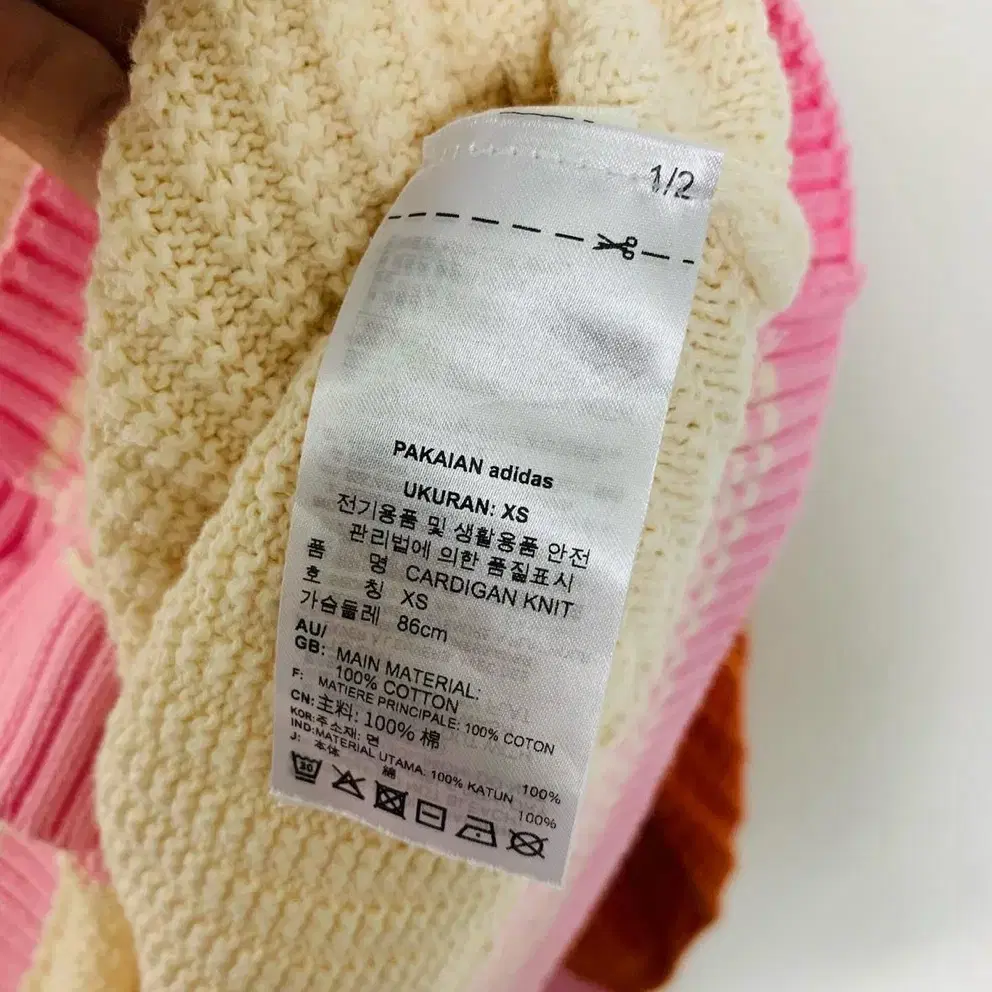 1/2
PAKAIAN adidas
UKURAN: XS
전기용품 및 생활용품 안전
관리법에 의한 품질표시
품 명 CARDIGAN KNIT
호 칭 XS
가슴둘레 86cm
AU/
GB: MAIN MATERIAL:
100% COTTON
F: MATIERE PRINCIPALE: 100% COTON
CN: 主料: 100% 棉
KOR: 주소재: 면 100%
IND: MATERIAL UTAMA: 100% KATUN
J: 本体 綿 100%
30